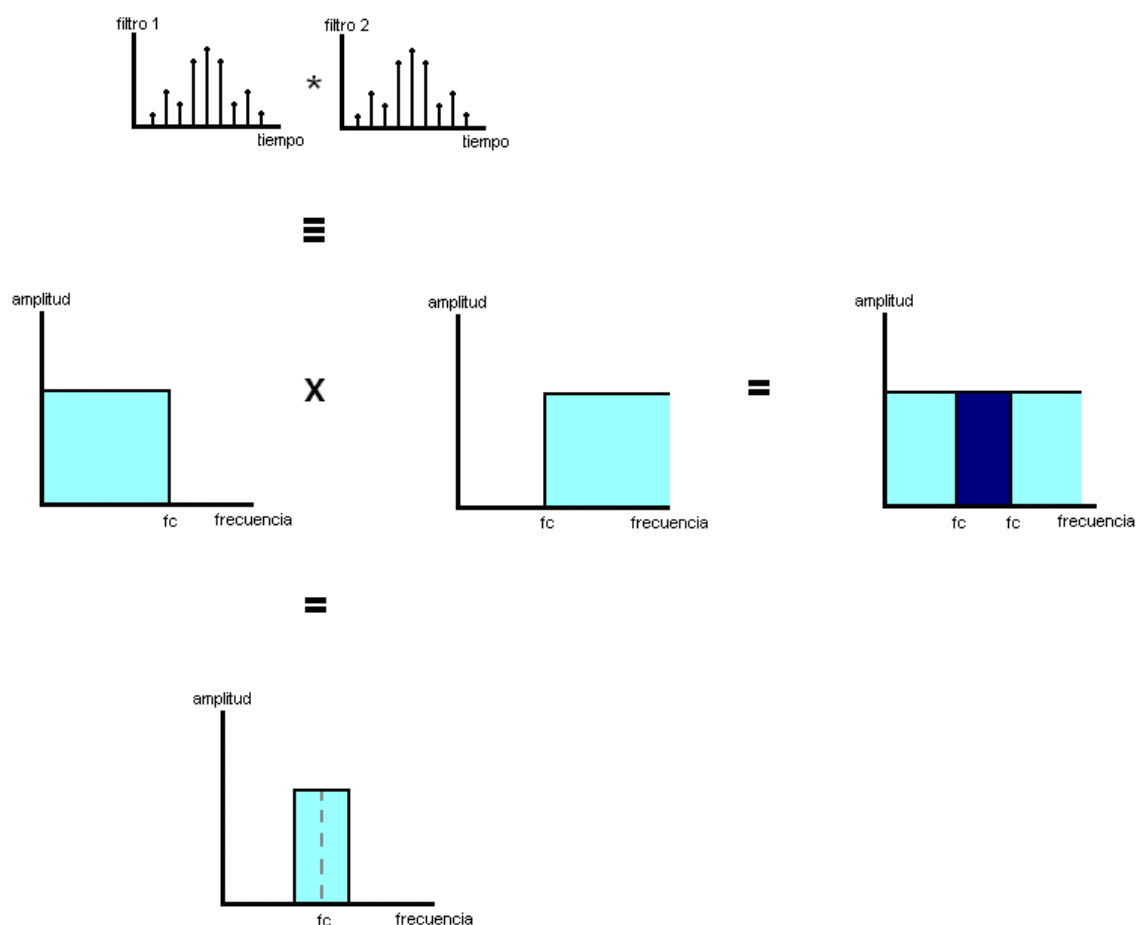 filtro 1
filtro 2
*
tiempo
tiempo
≡
amplitud
amplitud
amplitud
X
=
fc
frecuencia
fc
frecuencia
fc
fc
frecuencia
=
amplitud
fc
frecuencia